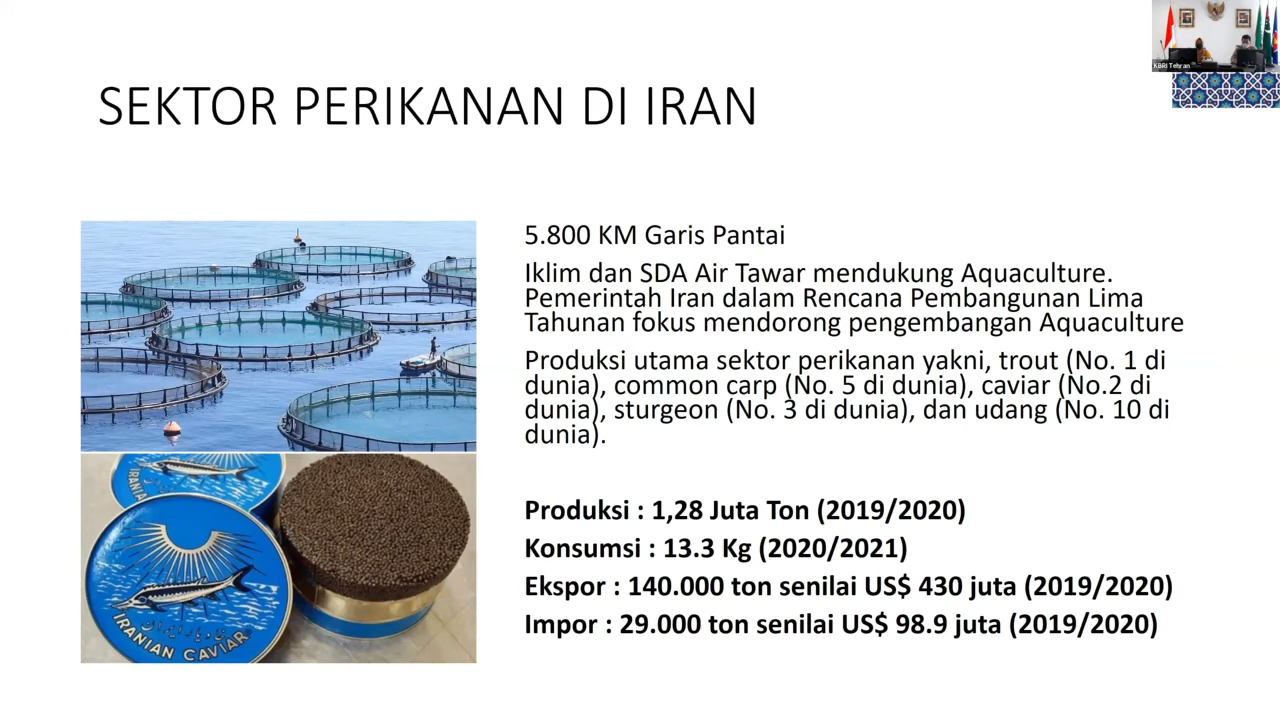 KBRI Tehran
SEKTOR PERIKANAN DI IRAN
5.800 KM Garis Pantai
Iklim dan SDA Air Tawar mendukung Aquaculture.
Pemerintah Iran dalam Rencana Pembangunan Lima
Tahunan fokus mendorong pengembangan Aquaculture
Produksi utama sektor perikanan yakni, trout (No. 1 di
dunia), common carp (No. 5 di dunia), caviar (No.2 di
dunia), sturgeon (No. 3 di dunia), dan udang (No. 10 di
dunia).
Produksi : 1,28 Juta Ton (2019/2020)
Konsumsi : 13.3 Kg (2020/2021)
Ekspor : 140.000 ton senilai US$ 430 juta (2019/2020)
Impor : 29.000 ton senilai US$ 98.9 juta (2019/2020)
IRANIAN
IRANIAN CAVIAR